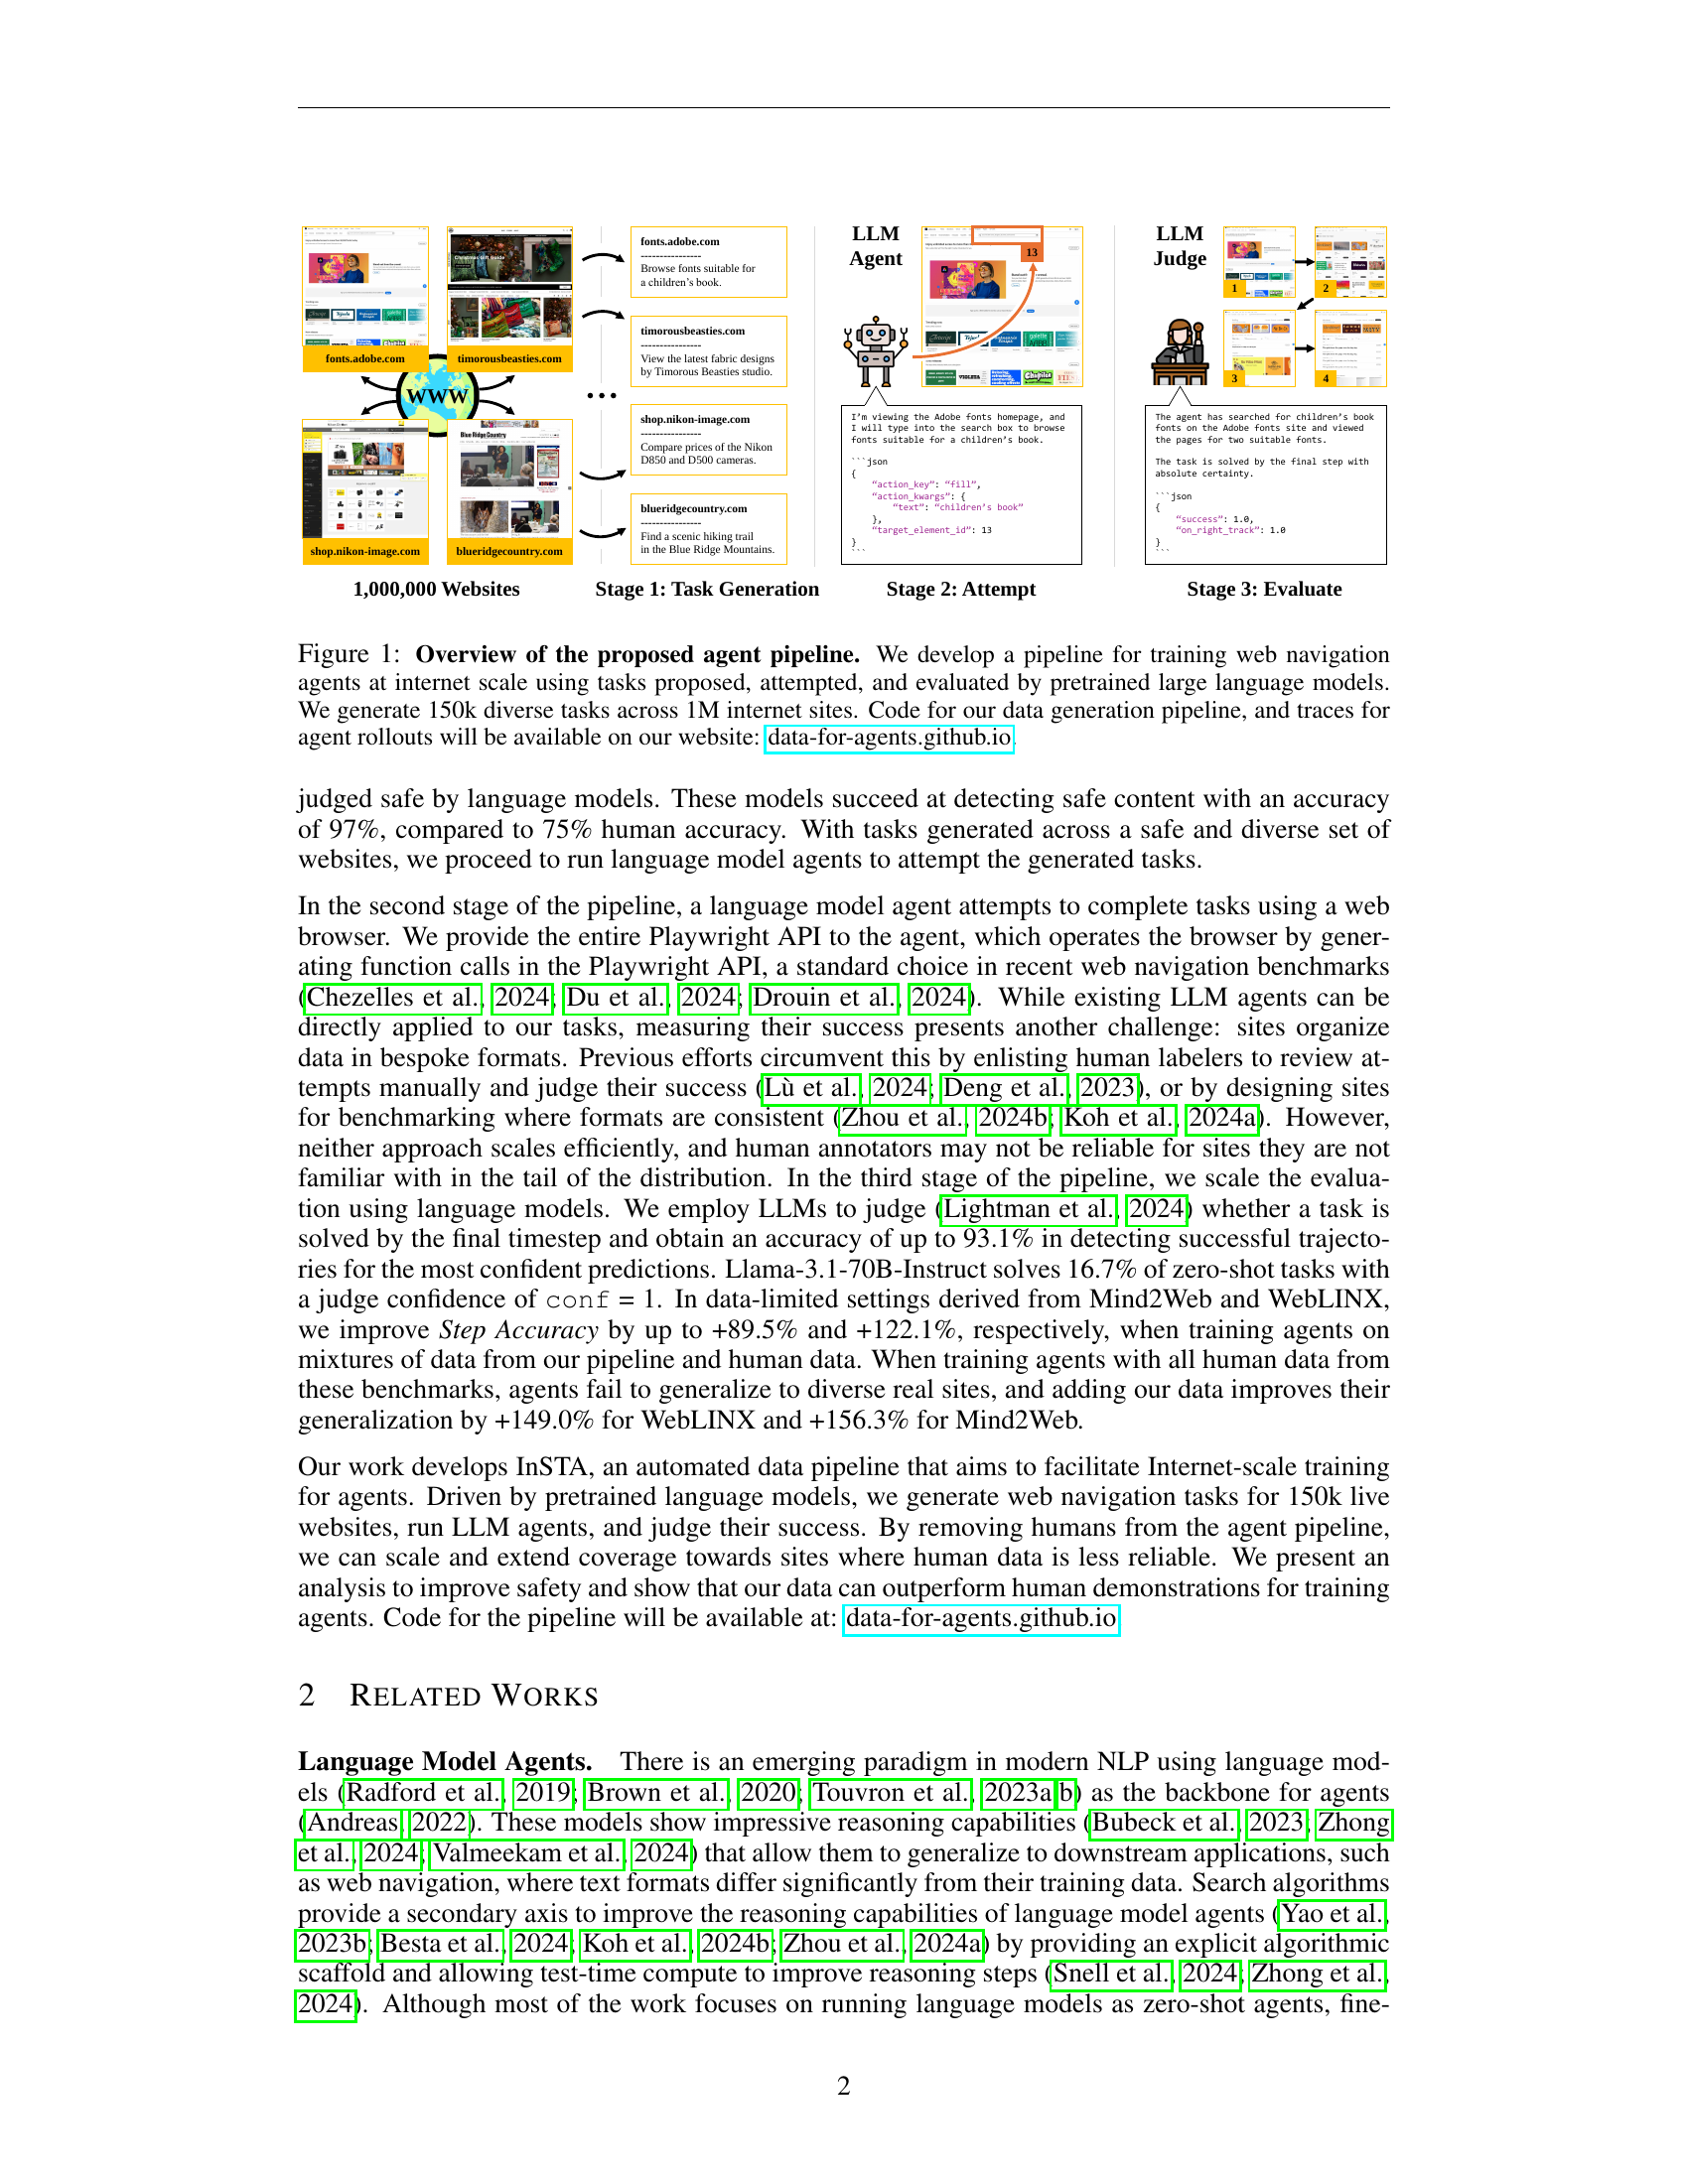 fonts.adobe.com
timorousbeasties.com
WWW
shop.nikon-image.com
blueridgecountry.com
1,000,000 Websites
...
fonts.adobe.com
----------------
Browse fonts suitable for
a children's book.
timorousbeasties.com
----------------
View the latest fabric designs
by Timorous Beasties studio.
shop.nikon-image.com
----------------
Compare prices of the Nikon
D850 and D500 cameras.
blueridgecountry.com
----------------
Find a scenic hiking trail
in the Blue Ridge Mountains.
Stage 1: Task Generation
LLM
Agent
13
I'm viewing the Adobe fonts homepage, and
I will type into the search box to browse
fonts suitable for a children's book.
```json
{
“action_key”: “fill”,
“action_kwargs”: {
“text”: “children's book”
},
“target_element_id”: 13
}
```
Stage 2: Attempt
LLM
Judge
1
2
3
4
The agent has searched for children's book
fonts on the Adobe fonts site and viewed
the pages for two suitable fonts.
The task is solved by the final step with
absolute certainty.
```json
{
“success”: 1.0,
“on_right_track”: 1.0
}
```
Stage 3: Evaluate
Figure 1: Overview of the proposed agent pipeline. We develop a pipeline for training web navigation
agents at internet scale using tasks proposed, attempted, and evaluated by pretrained large language models.
We generate 150k diverse tasks across 1M internet sites. Code for our data generation pipeline, and traces for
agent rollouts will be available on our website: data-for-agents.github.io
judged safe by language models. These models succeed at detecting safe content with an accuracy
of 97%, compared to 75% human accuracy. With tasks generated across a safe and diverse set of
websites, we proceed to run language model agents to attempt the generated tasks.
In the second stage of the pipeline, a language model agent attempts to complete tasks using a web
browser. We provide the entire Playwright API to the agent, which operates the browser by gener-
ating function calls in the Playwright API, a standard choice in recent web navigation benchmarks
(Chezelles et al., 2024; Du et al., 2024; Drouin et al., 2024). While existing LLM agents can be
directly applied to our tasks, measuring their success presents another challenge: sites organize
data in bespoke formats. Previous efforts circumvent this by enlisting human labelers to review at-
tempts manually and judge their success (Lù et al., 2024; Deng et al., 2023), or by designing sites
for benchmarking where formats are consistent (Zhou et al., 2024b; Koh et al., 2024a). However,
neither approach scales efficiently, and human annotators may not be reliable for sites they are not
familiar with in the tail of the distribution. In the third stage of the pipeline, we scale the evalua-
tion using language models. We employ LLMs to judge (Lightman et al., 2024) whether a task is
solved by the final timestep and obtain an accuracy of up to 93.1% in detecting successful trajecto-
ries for the most confident predictions. Llama-3.1-70B-Instruct solves 16.7% of zero-shot tasks with
a judge confidence of conf = 1. In data-limited settings derived from Mind2Web and WebLINX,
we improve Step Accuracy by up to +89.5% and +122.1%, respectively, when training agents on
mixtures of data from our pipeline and human data. When training agents with all human data from
these benchmarks, agents fail to generalize to diverse real sites, and adding our data improves their
generalization by +149.0% for WebLINX and +156.3% for Mind2Web.
Our work develops InSTA, an automated data pipeline that aims to facilitate Internet-scale training
for agents. Driven by pretrained language models, we generate web navigation tasks for 150k live
websites, run LLM agents, and judge their success. By removing humans from the agent pipeline,
we can scale and extend coverage towards sites where human data is less reliable. We present an
analysis to improve safety and show that our data can outperform human demonstrations for training
agents. Code for the pipeline will be available at: data-for-agents.github.io
2 RELATED WORKS
Language Model Agents. There is an emerging paradigm in modern NLP using language mod-
els (Radford et al., 2019; Brown et al., 2020; Touvron et al., 2023a;b) as the backbone for agents
(Andreas, 2022). These models show impressive reasoning capabilities (Bubeck et al., 2023; Zhong
et al., 2024; Valmeekam et al., 2024) that allow them to generalize to downstream applications, such
as web navigation, where text formats differ significantly from their training data. Search algorithms
provide a secondary axis to improve the reasoning capabilities of language model agents (Yao et al.,
2023b; Besta et al., 2024; Koh et al., 2024b; Zhou et al., 2024a) by providing an explicit algorithmic
scaffold and allowing test-time compute to improve reasoning steps (Snell et al., 2024; Zhong et al.,
2024). Although most of the work focuses on running language models as zero-shot agents, fine-
2